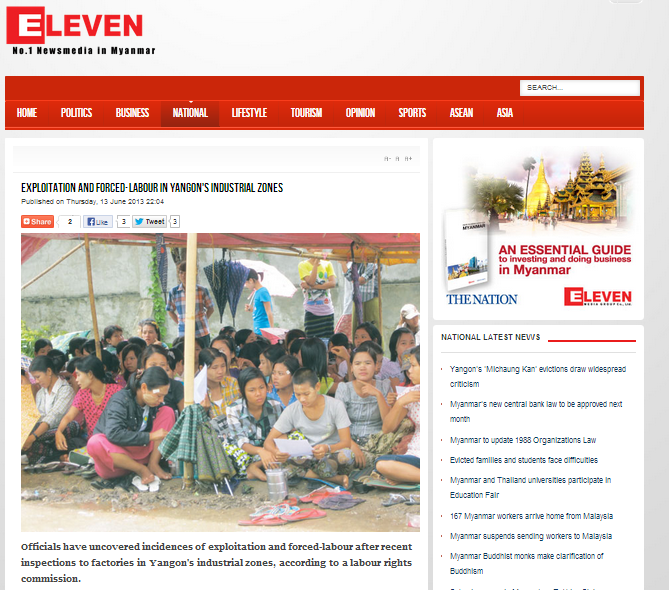 ELEVEN
No.1 Newsmedia in Myanmar
SEARCH...
HOME POLITICS BUSINESS NATIONAL LIFESTYLE TOURISM OPINION SPORTS ASEAN ASIA
A- A A+
EXPLOITATION AND FORCED-LABOUR IN YANGON'S INDUSTRIAL ZONES
Published on Thursday, 13 June 2013 22:04
Share 2 Like 3 Tweet 3
Officials have uncovered incidences of exploitation and forced-labour after recent
inspections to factories in Yangon's industrial zones, according to a labour rights
commission.
MYANMAR
AN ESSENTIAL GUIDE
to investing and doing business
in Myanmar
THE NATION
ELEVEN
MEDIA GROUP Co., Ltd.
NATIONAL LATEST NEWS
Yangon's 'Michaung Kan' evictions draw widespread
criticism
Myanmar's new central bank law to be approved next
month
Myanmar to update 1988 Organizations Law
Evicted families and students face difficulties
Myanmar and Thailand universities participate in
Education Fair
167 Myanmar workers arrive home from Malaysia
Myanmar suspends sending workers to Malaysia
Myanmar Buddhist monks make clarification of
Buddhism